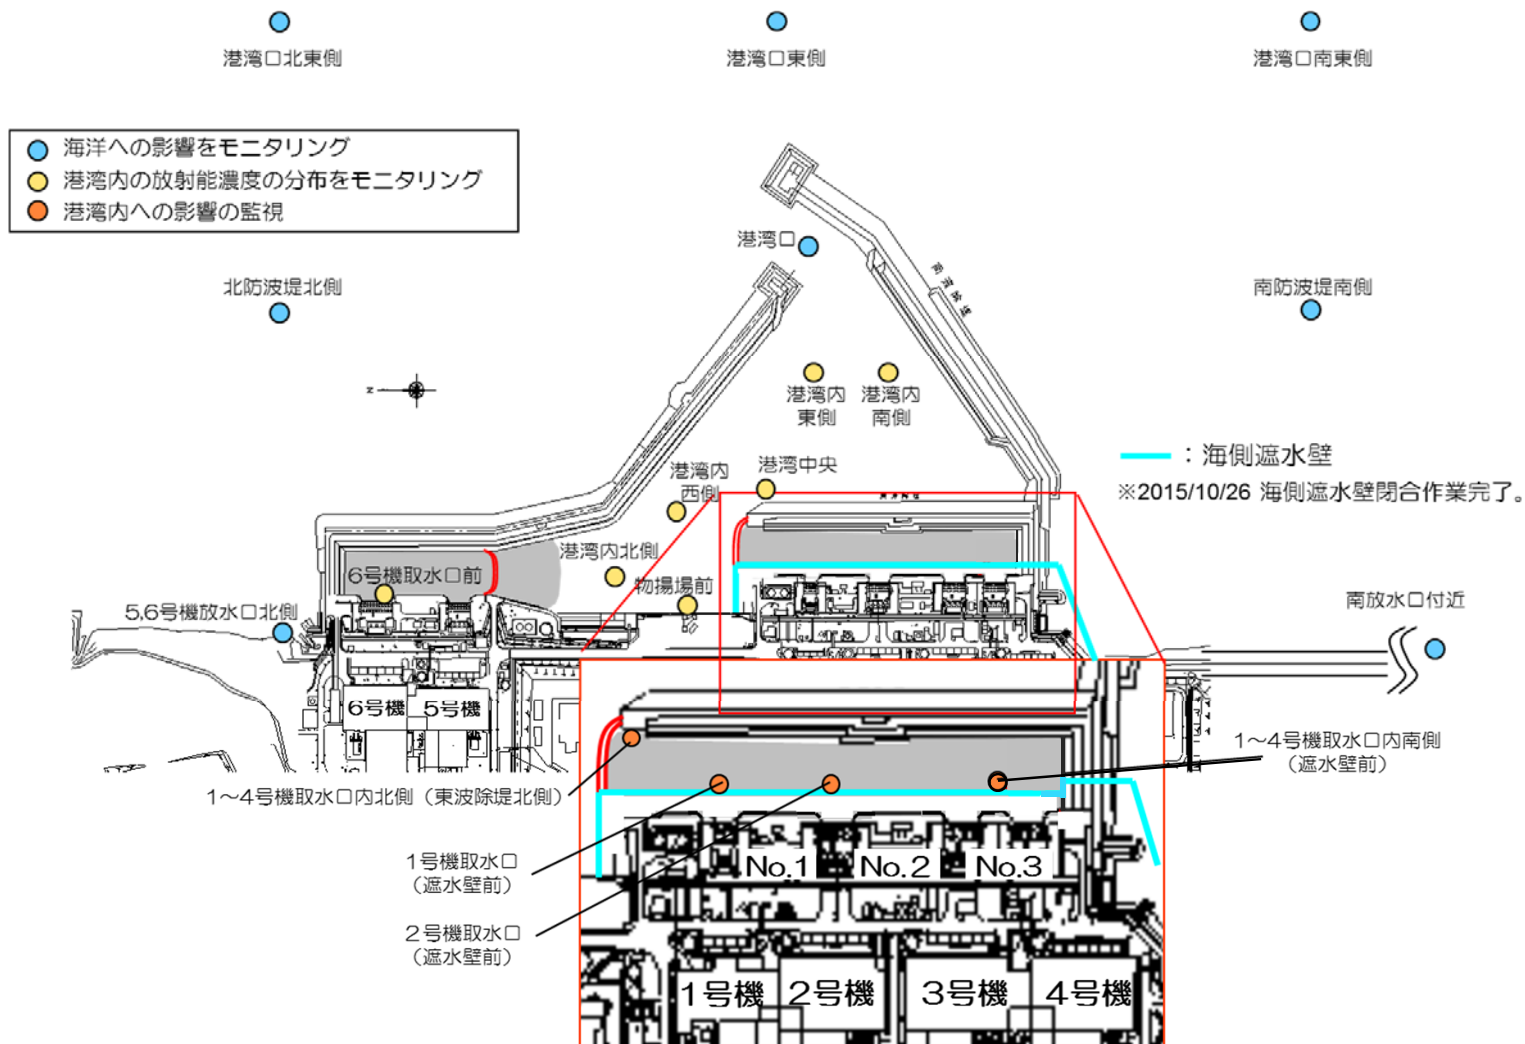 港湾口北東側
港湾口東側
港湾口南東側
海洋への影響をモニタリング
港湾内の放射能濃度の分布をモニタリング
港湾内への影響の監視
港湾口
北防波堤北側
南防波堤南側
港湾内
東側
港湾内
南側
：海側遮水壁
※2015/10/26 海側遮水壁閉合作業完了。
港湾中央
港湾内
西側
港湾内北側
物揚場前
6号機取水口前
5,6号機放水口北側
南放水口付近
6号機
5号機
1～4号機取水口内南側
（遮水壁前）
1～4号機取水口内北側（東波除堤北側）
1号機取水口
（遮水壁前）
No.1
No.2
No.3
2号機取水口
（遮水壁前）
1号機
2号機
3号機
4号機